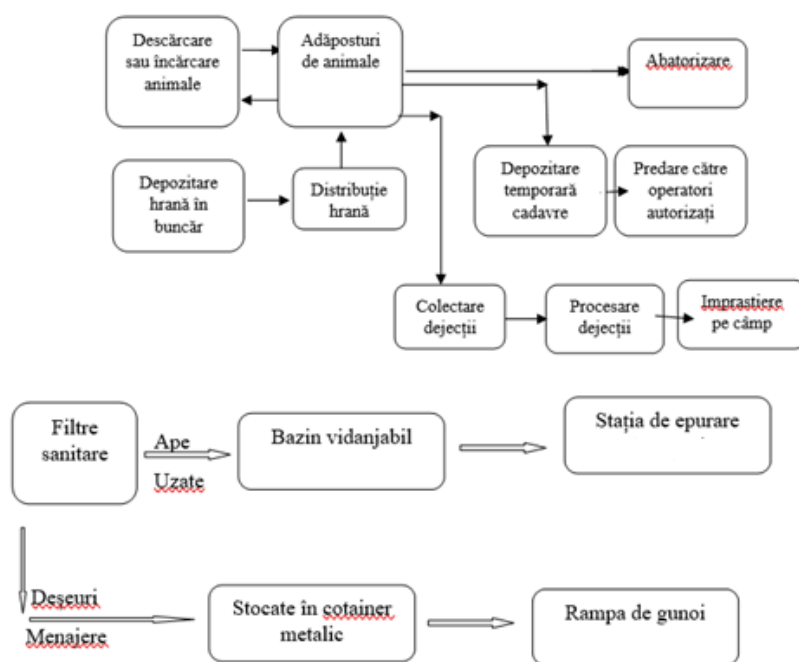 Descărcare
sau încărcare
animale
Adăposturi
de animale
Abatorizare
Depozitare
hrană în
buncăr
Distribuție
hrană
Depozitare
temporară
cadavre
Predare către
operatori
autorizați
Colectare
dejecții
Procesare
dejecții
Imprastiere
pe câmp
Filtre
sanitare
Ape
Uzate
Bazin vidanjabil
Stația de epurare
Deșeuri
Menajere
Stocate în cotainer
metalic
Rampa de gunoi